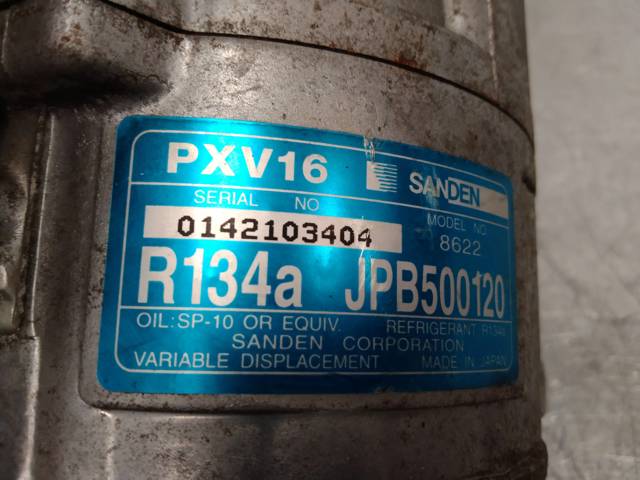 PXV16 SANDEN
SERIAL NO MODEL NO
0142103404 8622
R134a JPB500120
OIL:SP-10 OR EQUIV. REFRIGERANT R134a
SANDEN CORPORATION
VARIABLE DISPLACEMENT MADE IN JAPAN